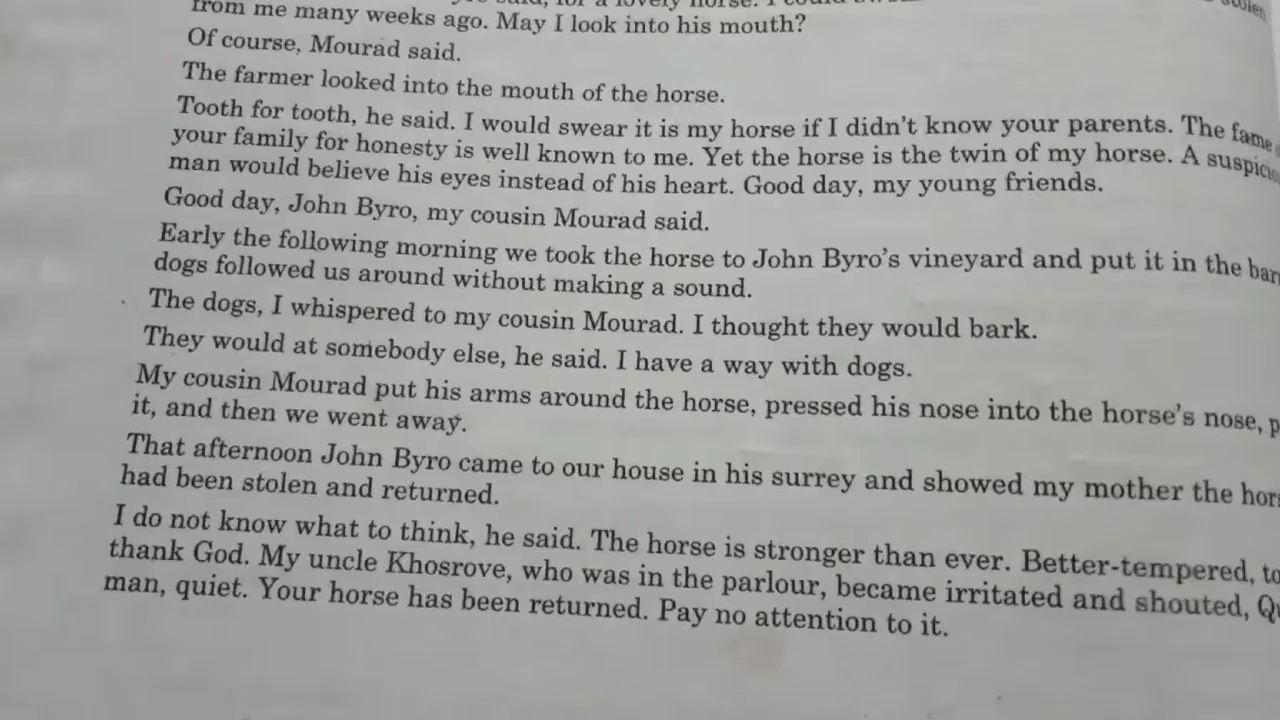 from me many weeks ago. May I look into his mouth?
Of course, Mourad said.
The farmer looked into the mouth of the horse.
Tooth for tooth, he said. I would swear it is my horse if I didn't know your parents. The fame
your family for honesty is well known to me. Yet the horse is the twin of my horse. A
man would believe his eyes instead of his heart. Good day, my young friends.
Good day, John Byro, my cousin Mourad said.
Early the following morning we took the horse to John Byro's vineyard and put it in the
dogs followed us around without making a sound.
The dogs, I whispered to my cousin Mourad. I thought they would bark.
They would at somebody else, he said. I have a way with dogs.
My cousin Mourad put his arms around the horse, pressed his nose into the horse's nose,
it, and then we went away.
That afternoon John Byro came to our house in his surrey and showed my mother the
had been stolen and returned.
I do not know what to think, he said. The horse is stronger than ever. Better-tempered,
thank God. My uncle Khosrove, who was in the parlour, became irritated and shouted,
man, quiet. Your horse has been returned. Pay no attention to it.